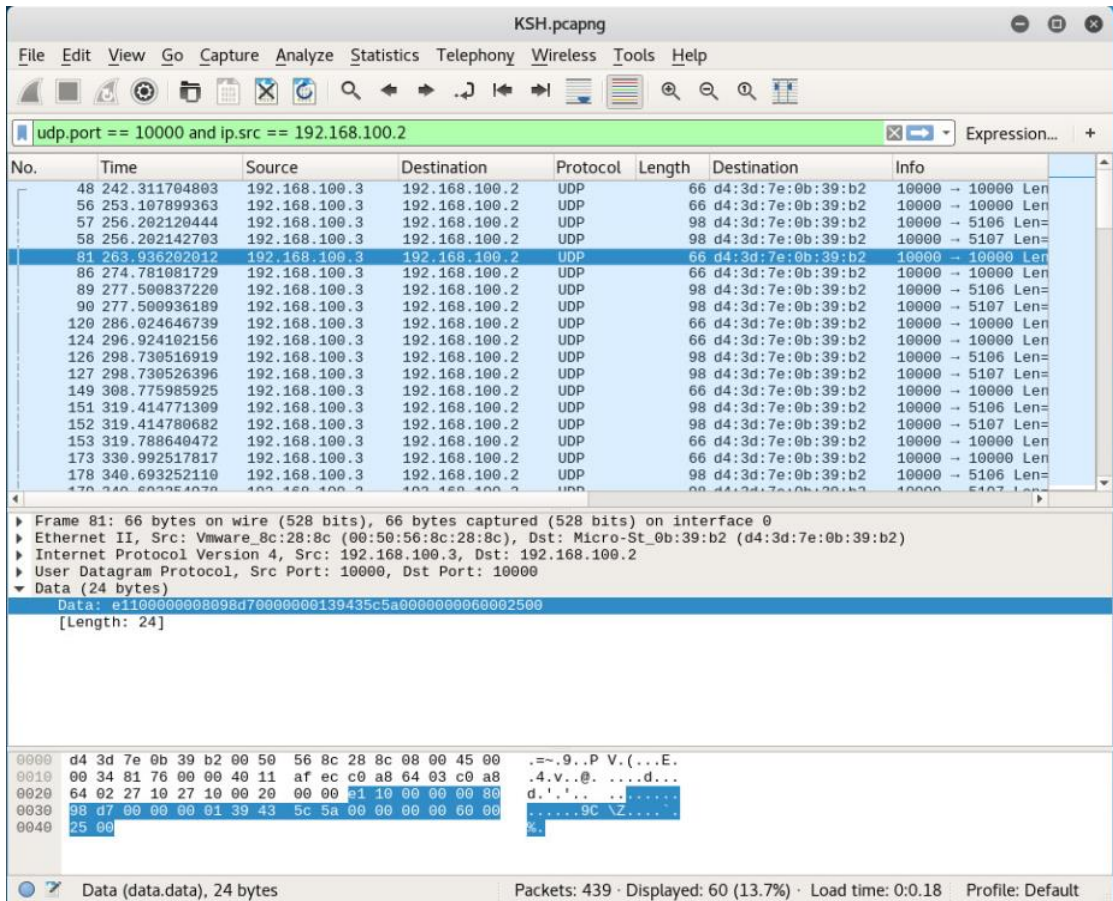 KSH.pcapng
File Edit View Go Capture Analyze Statistics Telephony Wireless Tools Help
udp.port == 10000 and ip.src == 192.168.100.2 Expression... +
No. Time Source Destination Protocol Length Destination Info
48 242.311704803 192.168.100.3 192.168.100.2 UDP 66 d4:3d:7e:0b:39:b2 10000 → 10000 Len
56 253.107899363 192.168.100.3 192.168.100.2 UDP 66 d4:3d:7e:0b:39:b2 10000 → 10000 Len
57 256.202120444 192.168.100.3 192.168.100.2 UDP 98 d4:3d:7e:0b:39:b2 10000 → 5106 Len=
58 256.202142703 192.168.100.3 192.168.100.2 UDP 98 d4:3d:7e:0b:39:b2 10000 → 5107 Len=
81 263.936202012 192.168.100.3 192.168.100.2 UDP 66 d4:3d:7e:0b:39:b2 10000 → 10000 Len
86 274.781081729 192.168.100.3 192.168.100.2 UDP 66 d4:3d:7e:0b:39:b2 10000 → 10000 Len
89 277.500837220 192.168.100.3 192.168.100.2 UDP 98 d4:3d:7e:0b:39:b2 10000 → 5106 Len=
90 277.500936189 192.168.100.3 192.168.100.2 UDP 98 d4:3d:7e:0b:39:b2 10000 → 5107 Len=
120 286.024646739 192.168.100.3 192.168.100.2 UDP 66 d4:3d:7e:0b:39:b2 10000 → 10000 Len
124 296.924102156 192.168.100.3 192.168.100.2 UDP 66 d4:3d:7e:0b:39:b2 10000 → 10000 Len
126 298.730516919 192.168.100.3 192.168.100.2 UDP 98 d4:3d:7e:0b:39:b2 10000 → 5106 Len=
127 298.730526396 192.168.100.3 192.168.100.2 UDP 98 d4:3d:7e:0b:39:b2 10000 → 5107 Len=
149 308.775985925 192.168.100.3 192.168.100.2 UDP 66 d4:3d:7e:0b:39:b2 10000 → 10000 Len
151 319.414771309 192.168.100.3 192.168.100.2 UDP 98 d4:3d:7e:0b:39:b2 10000 → 5106 Len=
152 319.414780682 192.168.100.3 192.168.100.2 UDP 98 d4:3d:7e:0b:39:b2 10000 → 5107 Len=
153 319.788640472 192.168.100.3 192.168.100.2 UDP 66 d4:3d:7e:0b:39:b2 10000 → 10000 Len
173 330.992517817 192.168.100.3 192.168.100.2 UDP 66 d4:3d:7e:0b:39:b2 10000 → 10000 Len
178 340.693252110 192.168.100.3 192.168.100.2 UDP 98 d4:3d:7e:0b:39:b2 10000 → 5106 Len=
Frame 81: 66 bytes on wire (528 bits), 66 bytes captured (528 bits) on interface 0
Ethernet II, Src: Vmware_8c:28:8c (00:50:56:8c:28:8c), Dst: Micro-St_0b:39:b2 (d4:3d:7e:0b:39:b2)
Internet Protocol Version 4, Src: 192.168.100.3, Dst: 192.168.100.2
User Datagram Protocol, Src Port: 10000, Dst Port: 10000
Data (24 bytes)
Data: e1100000008098d70000000139435c5a0000000060002500
[Length: 24]
0000 d4 3d 7e 0b 39 b2 00 50 56 8c 28 8c 08 00 45 00 .=~.9..P V.(...E.
0010 00 34 81 76 00 00 40 11 af ec c0 a8 64 03 c0 a8 .4.v..@. ....d...
0020 64 02 27 10 27 10 00 20 00 00 e1 10 00 00 00 80 d.'.'.. ........
0030 98 d7 00 00 00 01 39 43 5c 5a 00 00 00 00 60 00 ......9C \Z....`.
0040 25 00 %.
Data (data.data), 24 bytes Packets: 439 · Displayed: 60 (13.7%) · Load time: 0:0.18 Profile: Default